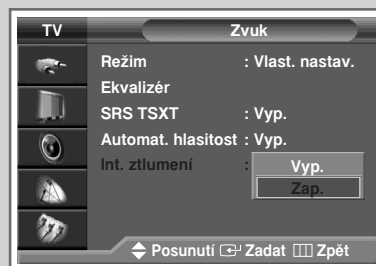 TV Zvuk
Režim : Vlast. nastav.
Ekvalizér
SRS TSXT : Vyp.
Automat. hlasitost : Vyp.
Int. ztlumení : Vyp.
Zap.
Posunutí Zadat Zpět